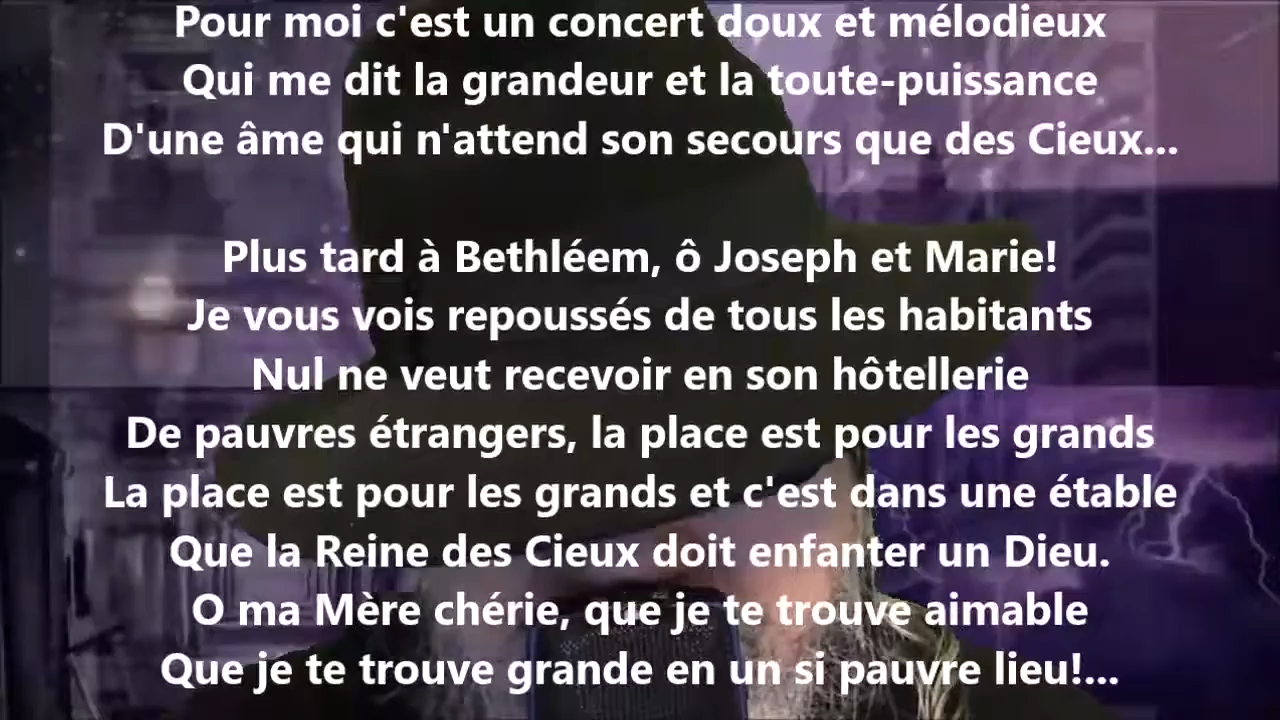 Pour moi c'est un concert doux et mélodieux
Qui me dit la grandeur et la toute-puissance
D'une âme qui n'attend son secours que des Cieux...
Plus tard à Bethléem, ô Joseph et Marie!
Je vous vois repoussés de tous les habitants
Nul ne veut recevoir en son hôtellerie
De pauvres étrangers, la place est pour les grands
La place est pour les grands et c'est dans une étable
Que la Reine des Cieux doit enfanter un Dieu.
O ma Mère chérie, que je te trouve aimable
Que je te trouve grande en un si pauvre lieu!...